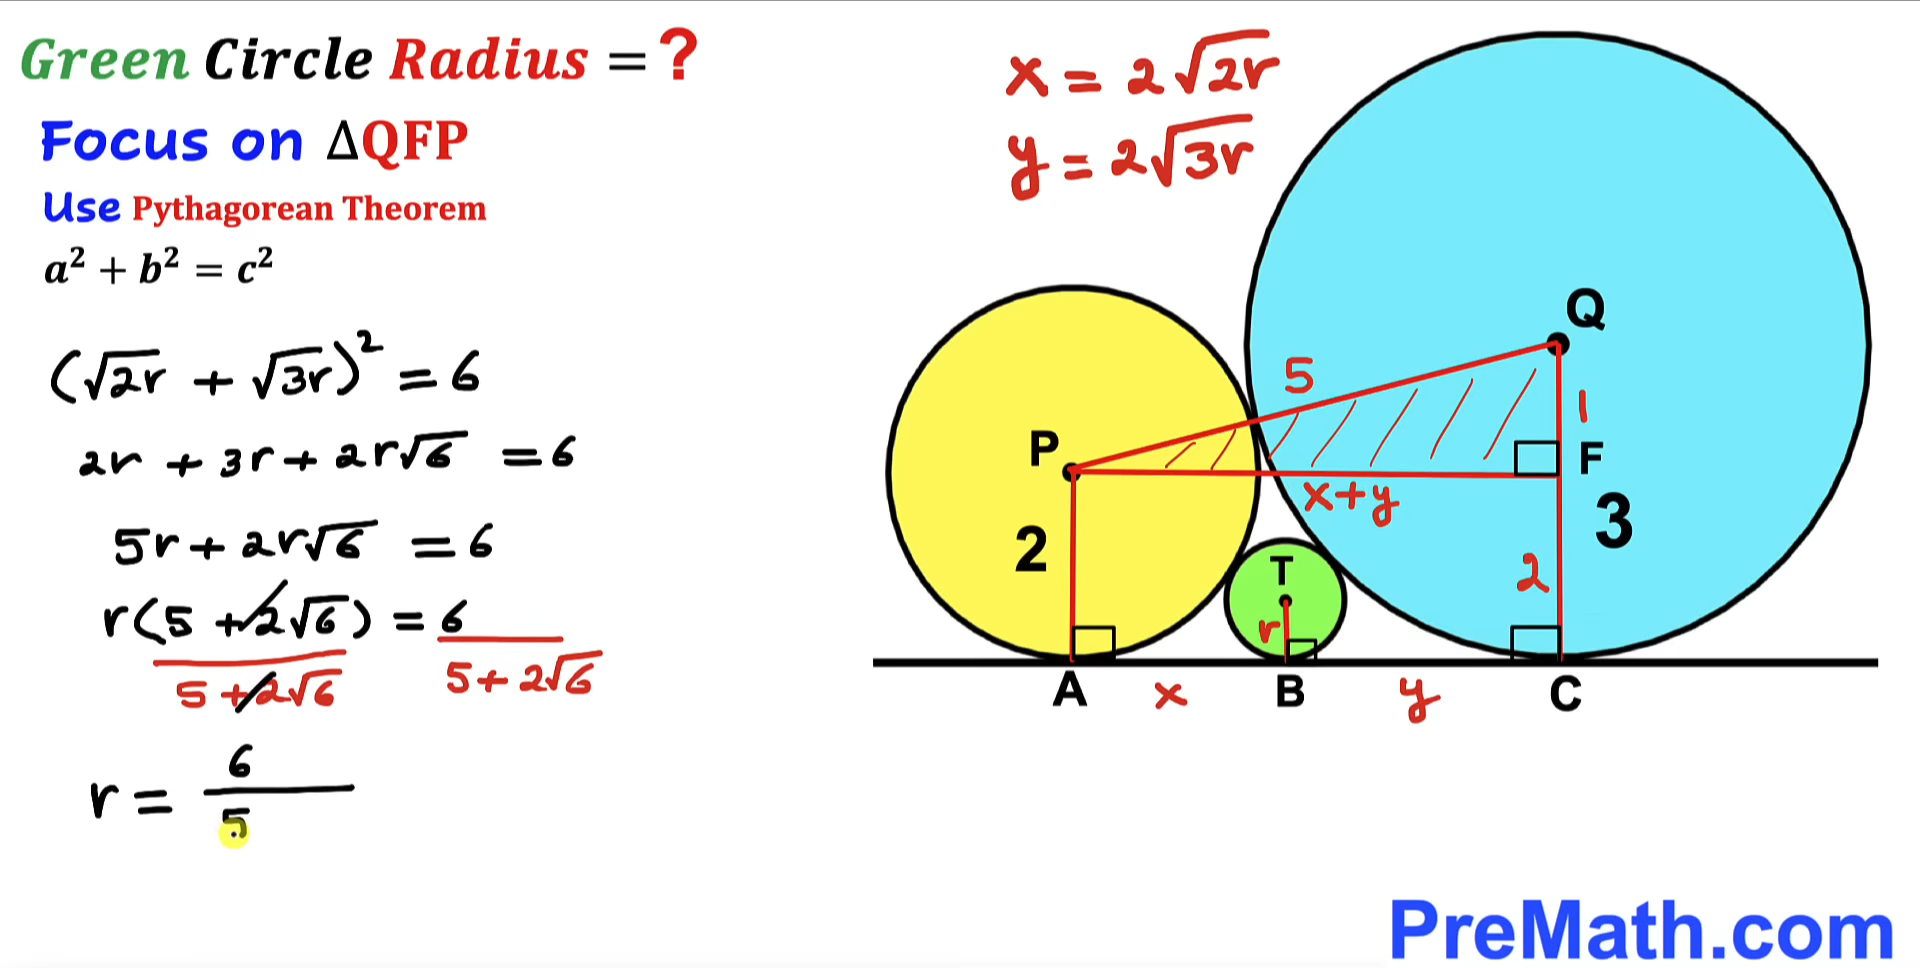 Green Circle Radius = ?
Focus on ΔQFP
Use Pythagorean Theorem
a² + b² = c²
(√2r + √3r)² = 6
2r + 3r + 2r√6 = 6
5r + 2r√6 = 6
r(5 + 2√6) = 6
5 + 2√6
5 + 2√6
r = 6
5
x = 2√2r
y = 2√3r
Q
5
1
P
F
x+y
3
2
T
2
r
A
x
B
y
C
PreMath.com